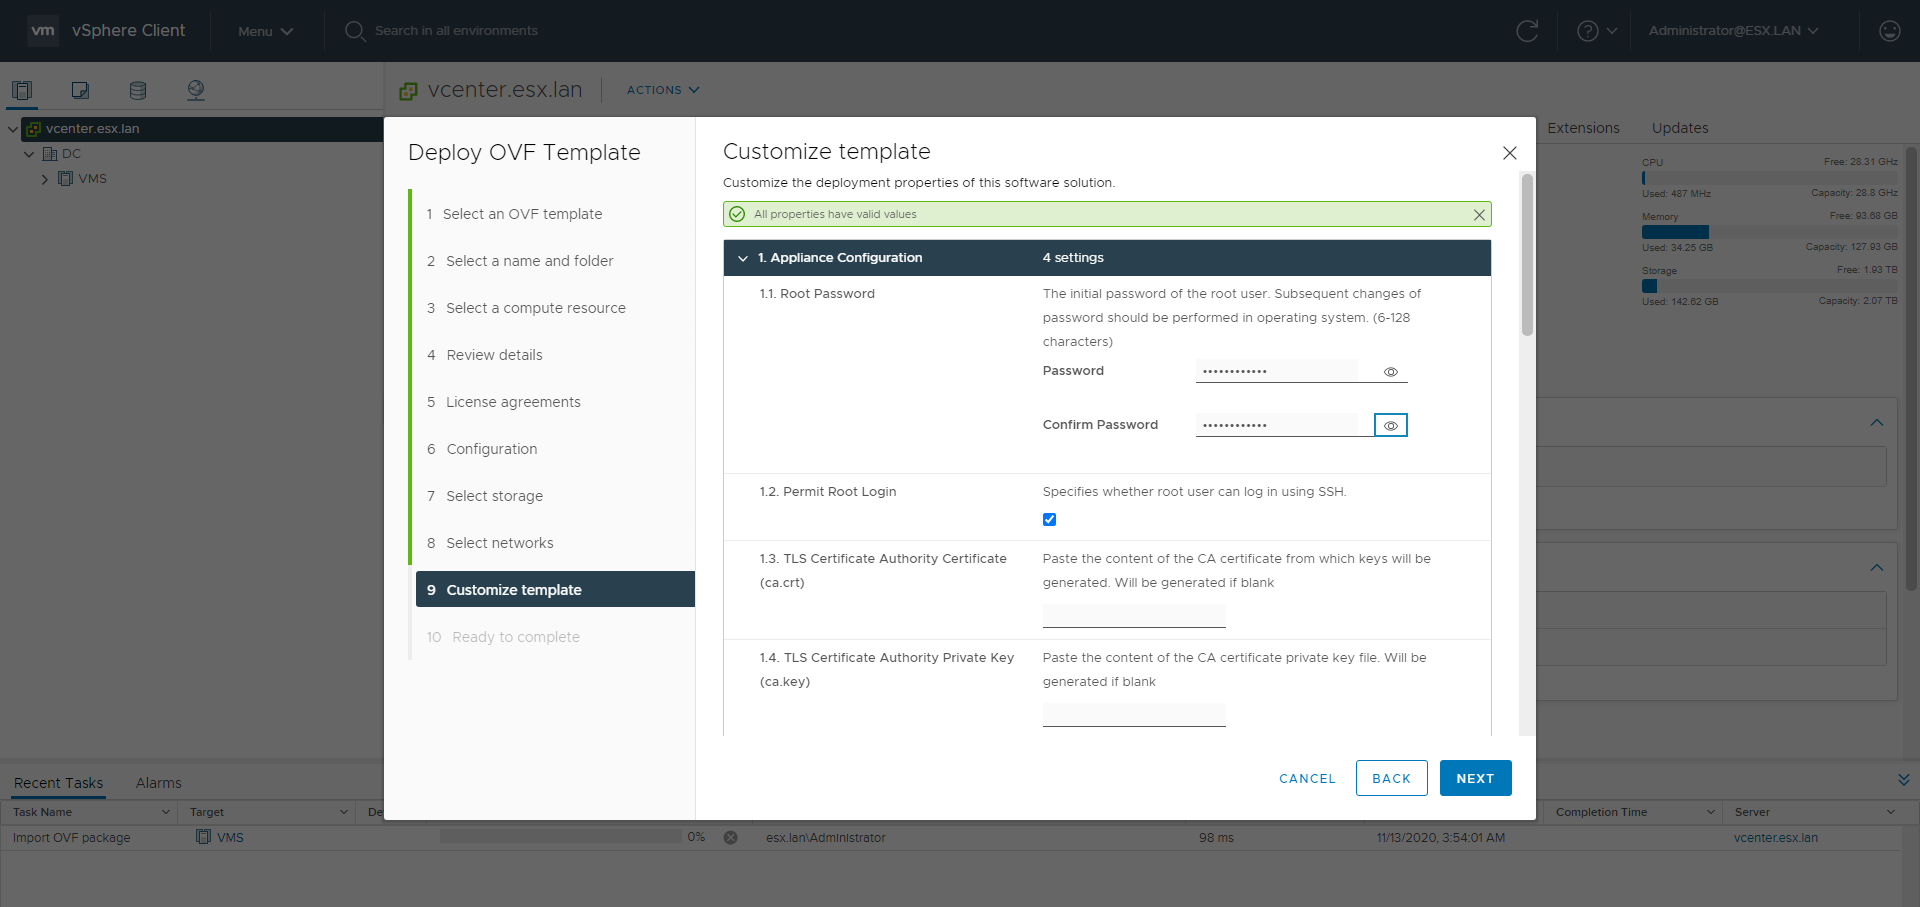 vm vSphere Client Menu Search in all environments Administrator@ESX.LAN
vcenter.esx.lan ACTIONS
vcenter.esx.lan
DC
VMS
Extensions Updates
CPU Free: 28.31 GHz
Used: 487 MHz Capacity: 28.8 GHz
Memory Free: 93.68 GB
Used: 34.25 GB Capacity: 127.93 GB
Storage Free: 1.93 TB
Used: 142.62 GB Capacity: 2.07 TB
Deploy OVF Template
1 Select an OVF template
2 Select a name and folder
3 Select a compute resource
4 Review details
5 License agreements
6 Configuration
7 Select storage
8 Select networks
9 Customize template
10 Ready to complete
Customize template
Customize the deployment properties of this software solution.
All properties have valid values
1. Appliance Configuration 4 settings
1.1. Root Password
The initial password of the root user. Subsequent changes of
password should be performed in operating system. (6-128
characters)
Password ••••••••••••
Confirm Password ••••••••••••
1.2. Permit Root Login
Specifies whether root user can log in using SSH.
1.3. TLS Certificate Authority Certificate
(ca.crt)
Paste the content of the CA certificate from which keys will be
generated. Will be generated if blank
1.4. TLS Certificate Authority Private Key
(ca.key)
Paste the content of the CA certificate private key file. Will be
generated if blank
CANCEL BACK NEXT
Recent Tasks Alarms
Task Name Target De Completion Time Server
Import OVF package VMS 0% esx.lan\Administrator 98 ms 11/13/2020, 3:54:01 AM vcenter.esx.lan